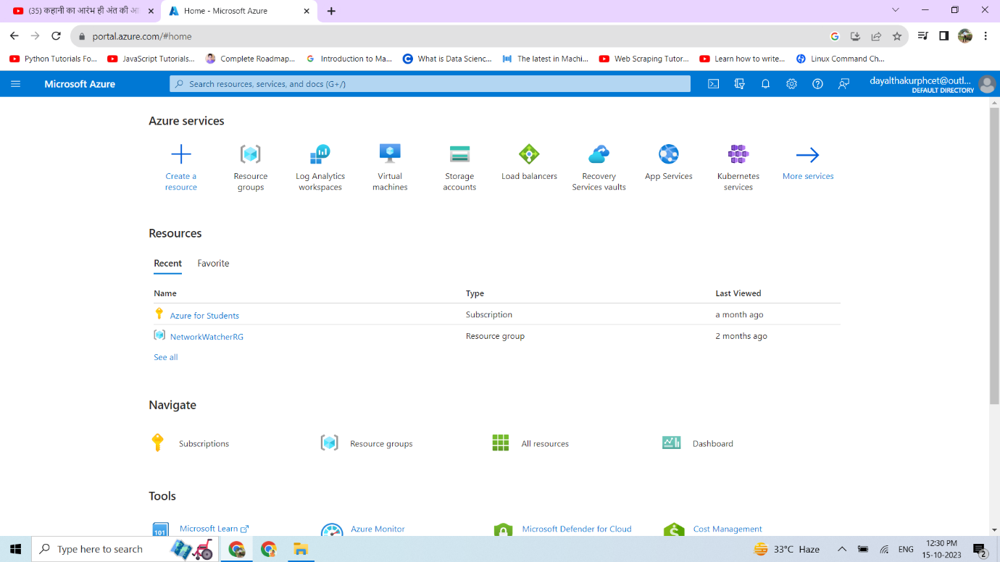 (35) कहानी का आरंभ ही अंत की
Home - Microsoft Azure
portal.azure.com/#home
Python Tutorials Fo...
JavaScript Tutorials...
Complete Roadmap...
Introduction to Ma...
What is Data Scienc...
The latest in Machi...
Web Scraping Tutor...
Learn how to write...
Linux Command Ch...
Microsoft Azure
Search resources, services, and docs (G+/)
dayalthakurphcet@outl...
DEFAULT DIRECTORY
Azure services
Create a
resource
Resource
groups
Log Analytics
workspaces
Virtual
machines
Storage
accounts
Load balancers
Recovery
Services vaults
App Services
Kubernetes
services
More services
Resources
Recent Favorite
Name Type Last Viewed
Azure for Students Subscription a month ago
NetworkWatcherRG Resource group 2 months ago
See all
Navigate
Subscriptions
Resource groups
All resources
Dashboard
Tools
101
Microsoft Learn
Azure Monitor
Microsoft Defender for Cloud
Cost Management
Type here to search
33°C Haze
ENG
12:30 PM
15-10-2023
2